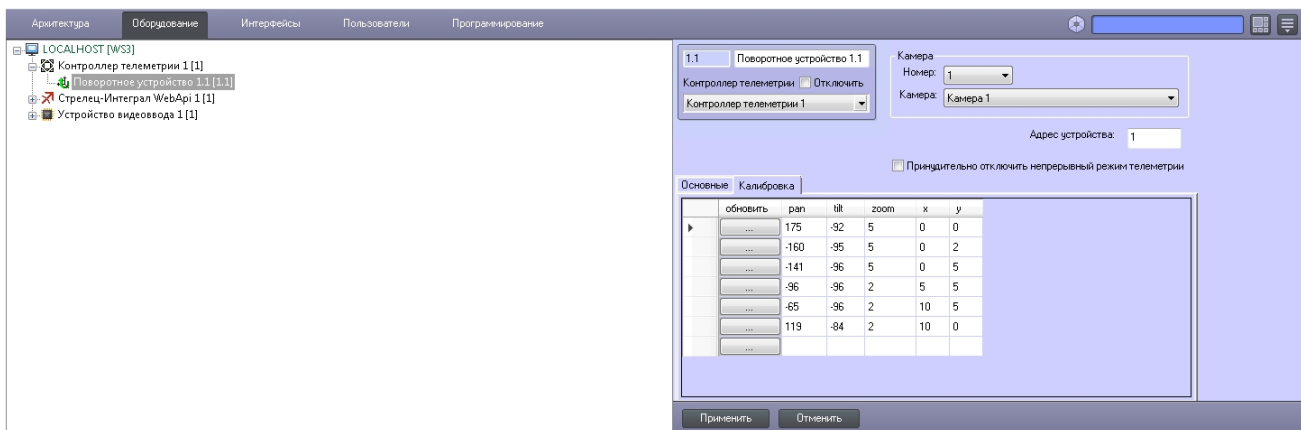 Архитектура Оборудование Интерфейсы Пользователи Программирование
LOCALHOST [WS3]
Контроллер телеметрии 1 [1]
Поворотное устройство 1.1 [1.1]
Стрелец-Интеграл WebApi 1 [1]
Устройство видеоввода 1 [1]
1.1 Поворотное устройство 1.1
Контроллер телеметрии Отключить
Контроллер телеметрии 1
Камера
Номер: 1
Камера: Камера 1
Адрес устройства: 1
Принудительно отключить непрерывный режим телеметрии
Основные Калибровка
обновить pan tilt zoom x y
... 175 -92 5 0 0
... -160 -95 5 0 2
... -141 -96 5 0 5
... -96 -96 2 5 5
... -65 -96 2 10 5
... 119 -84 2 10 0
...
Применить Отменить